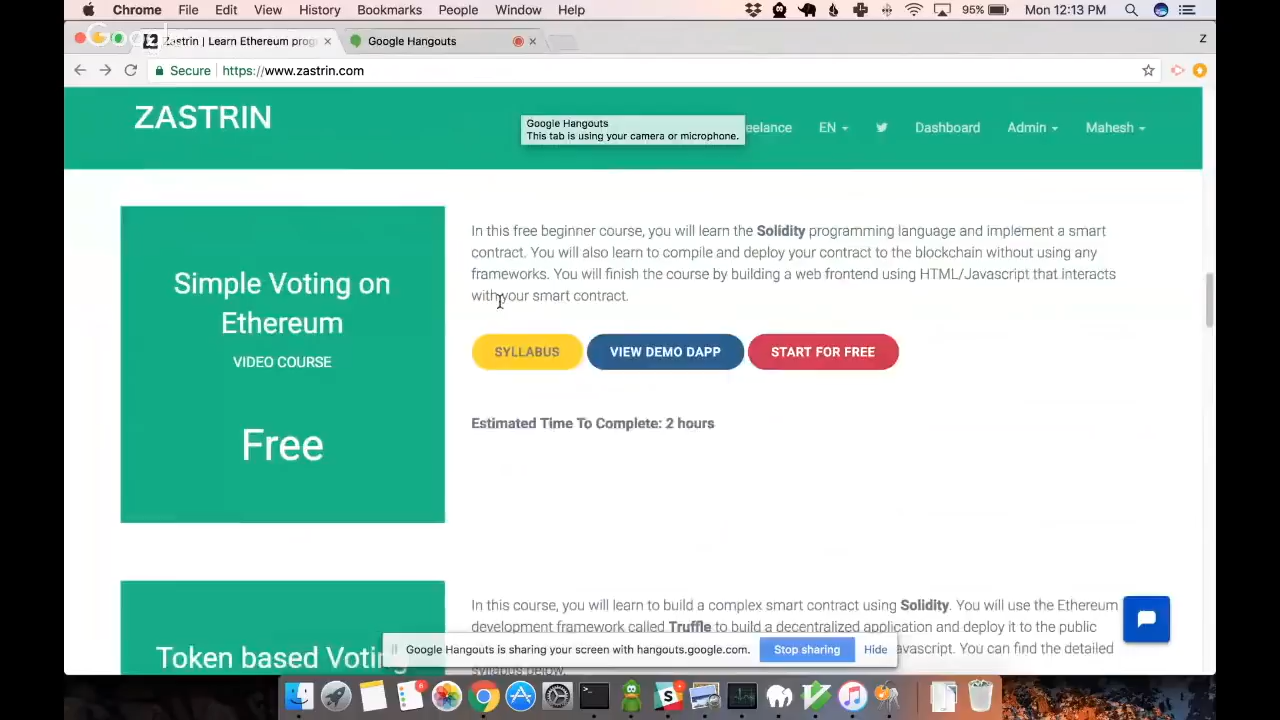 Chrome File Edit View History Bookmarks People Window Help 95% Mon 12:13 PM
Zastrin | Learn Ethereum prog Google Hangouts Z
Secure https://www.zastrin.com
ZASTRIN
Google Hangouts
This tab is using your camera or microphone.
eelance EN Dashboard Admin Mahesh
Simple Voting on
Ethereum
VIDEO COURSE
Free
In this free beginner course, you will learn the Solidity programming language and implement a smart
contract. You will also learn to compile and deploy your contract to the blockchain without using any
frameworks. You will finish the course by building a web frontend using HTML/Javascript that interacts
with your smart contract.
SYLLABUS VIEW DEMO DAPP START FOR FREE
Estimated Time To Complete: 2 hours
Token based Voting
In this course, you will learn to build a complex smart contract using Solidity. You will use the Ethereum
development framework called Truffle to build a decentralized application and deploy it to the public
avascript. You can find the detailed
syllabus below.
Google Hangouts is sharing your screen with hangouts.google.com. Stop sharing Hide